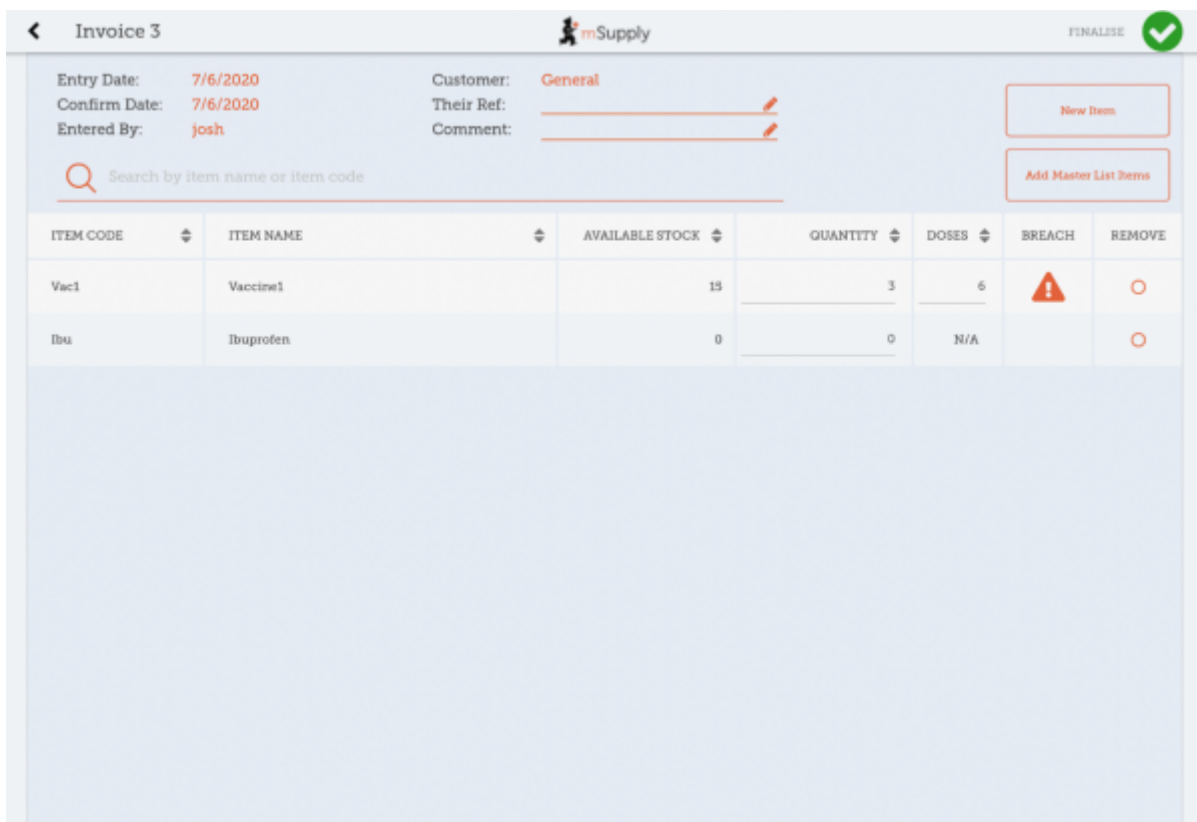 Invoice 3 mSupply FINALISE
Entry Date: 7/6/2020 Customer: General
Confirm Date: 7/6/2020 Their Ref:
Entered By: josh Comment:
New Item
Search by item name or item code
Add Master List Items
ITEM CODE ITEM NAME AVAILABLE STOCK QUANTITY DOSES BREACH REMOVE
Vac1 Vaccine1 15 3 6
Ibu Ibuprofen 0 0 N/A